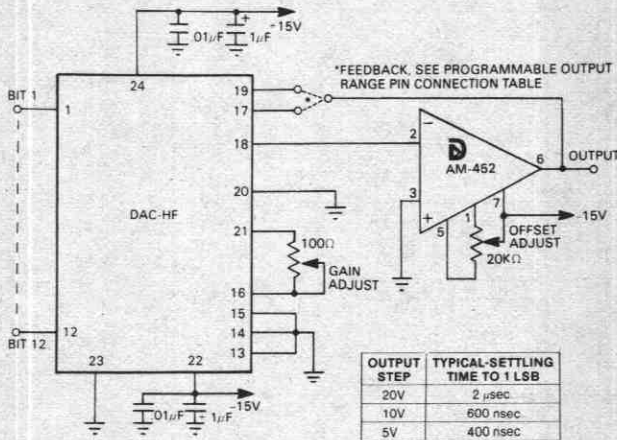 .01µF
+
1µF
-15V
24
BIT 1
1
19
17
18
DAC-HF
20
21
100Ω
GAIN
ADJUST
16
15
14
13
12
BIT 12
23
22
.01µF
1µF
-15V
*FEEDBACK, SEE PROGRAMMABLE OUTPUT
RANGE PIN CONNECTION TABLE
*
2
−
AM-452
6
OUTPUT
3
+
5
1
7
-15V
OFFSET
ADJUST
20KΩ
OUTPUT STEP TYPICAL-SETTLING TIME TO 1 LSB
20V 2 µsec
10V 600 nsec
5V 400 nsec